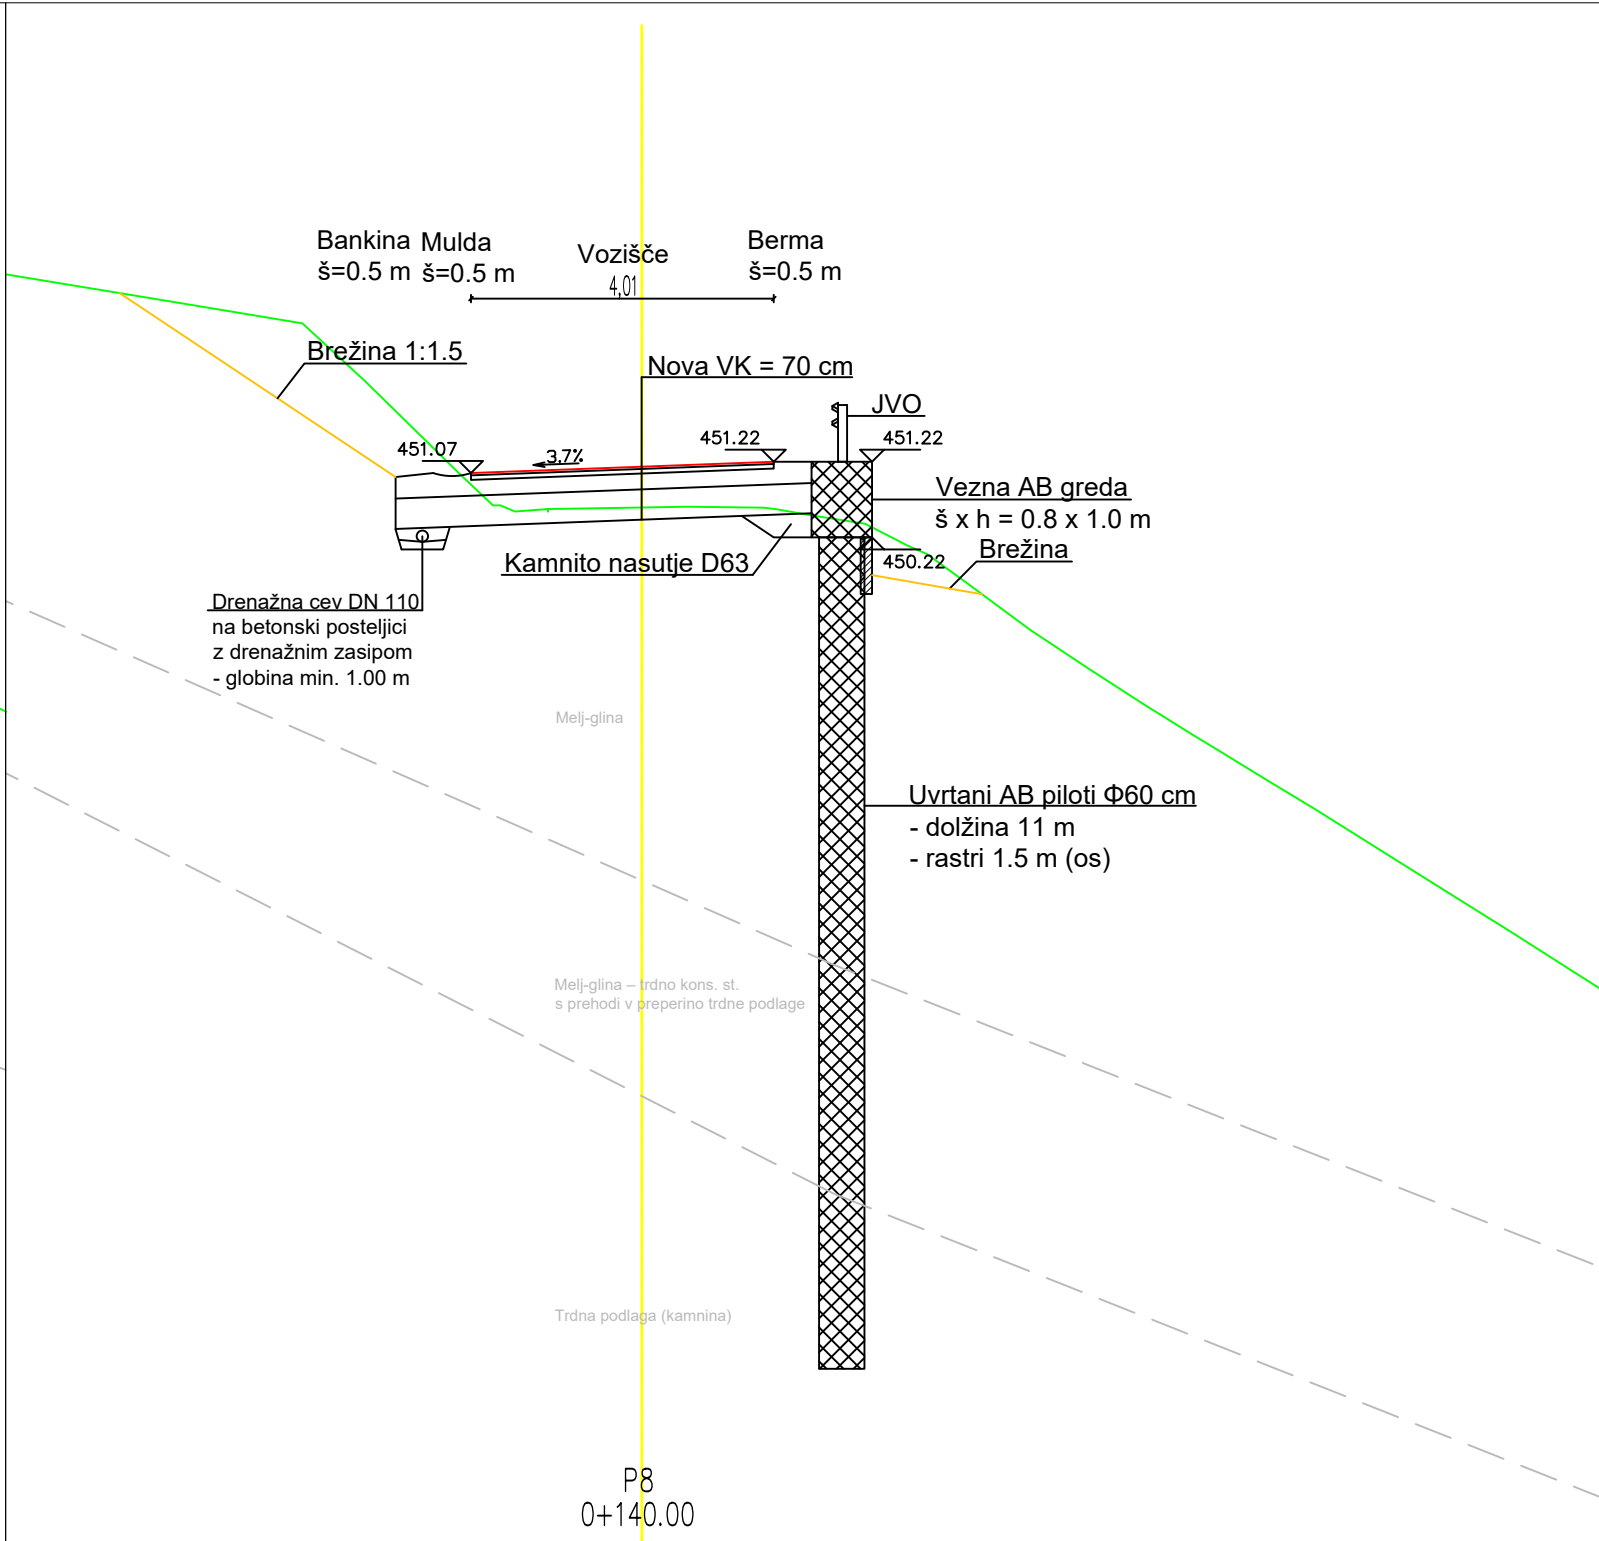 Bankina
š=0.5 m
Mulda
š=0.5 m
Vozišče
4,01
Berma
š=0.5 m
Brežina 1:1.5
Nova VK = 70 cm
JVO
451.07
3.7%
451.22
451.22
Vezna AB greda
š x h = 0.8 x 1.0 m
Brežina
450.22
Kamnito nasutje D63
Drenažna cev DN 110
na betonski posteljici
z drenažnim zasipom
- globina min. 1.00 m
Melj-glina
Uvrtani AB piloti Φ60 cm
- dolžina 11 m
- rastri 1.5 m (os)
Melj-glina – trdno kons. st.
s prehodi v preperino trdne podlage
Trdna podlaga (kamnina)
P8
0+140.00